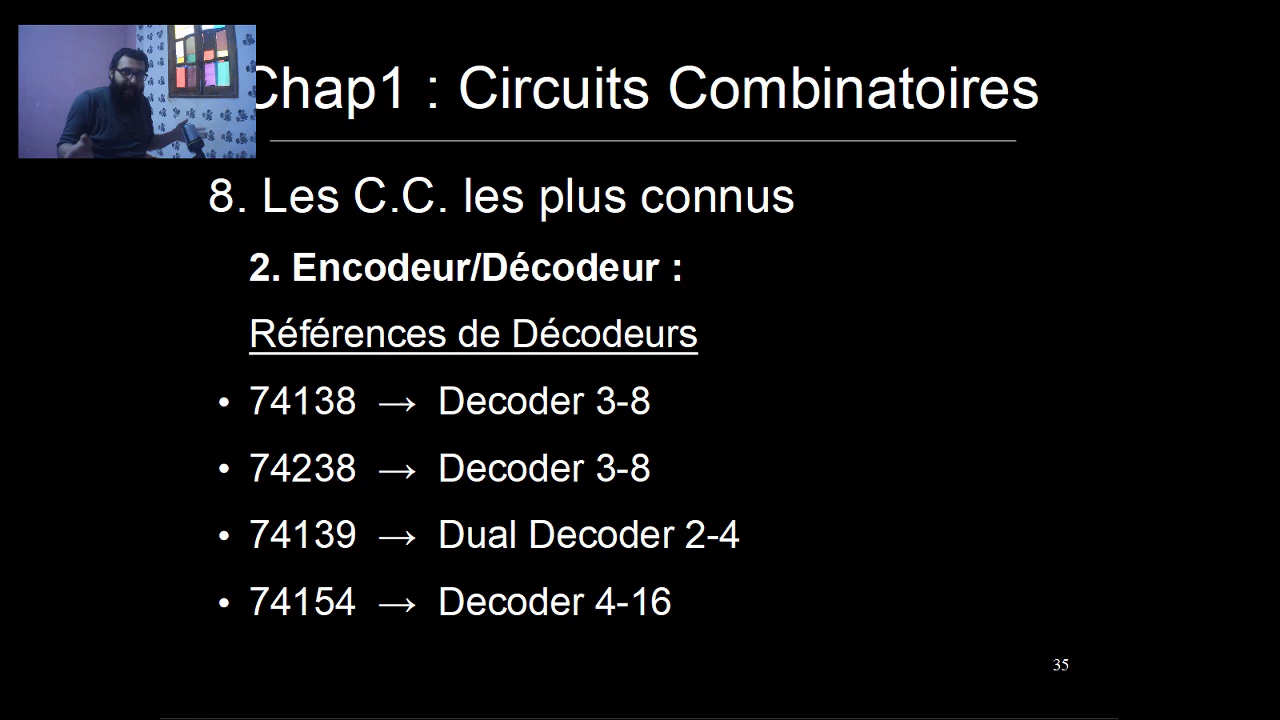 Chap1 : Circuits Combinatoires
8. Les C.C. les plus connus
2. Encodeur/Décodeur :
Références de Décodeurs
• 74138 → Decoder 3-8
• 74238 → Decoder 3-8
• 74139 → Dual Decoder 2-4
• 74154 → Decoder 4-16
35